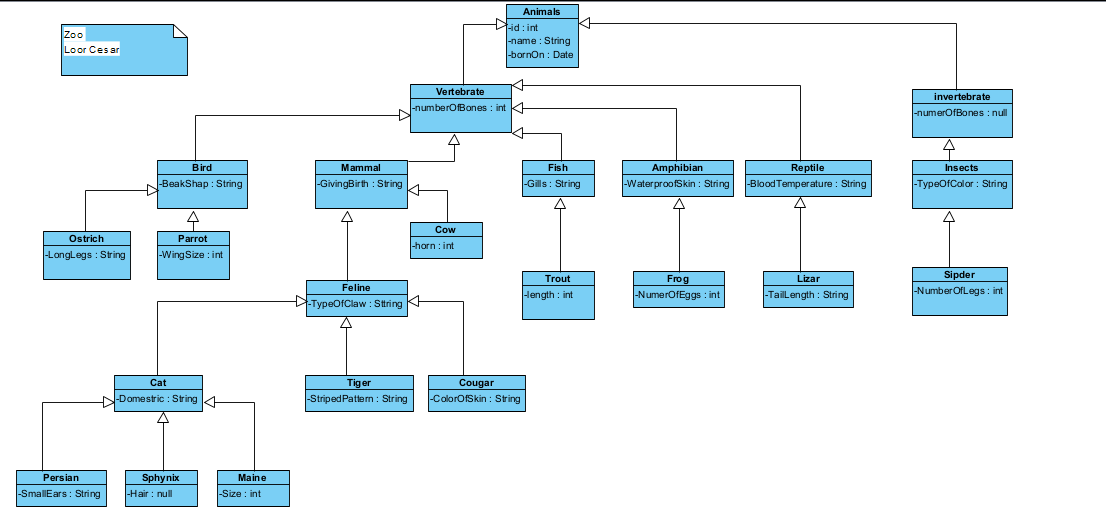 Zoo
Loor Cesar
Animals
-id : int
-name : String
-bornOn : Date
Vertebrate
-numberOfBones : int
invertebrate
-numerOfBones : null
Bird
-BeakShap : String
Mammal
-GivingBirth : String
Fish
-Gills : String
Amphibian
-WaterproofSkin : String
Reptile
-BloodTemperature : String
Insects
-TypeOfColor : String
Ostrich
-LongLegs : String
Parrot
-WingSize : int
Cow
-horn : int
Trout
-length : int
Frog
-NumerOfEggs : int
Lizar
-TailLength : String
Sipder
-NumberOfLegs : int
Feline
-TypeOfClaw : Sttring
Cat
-Domestric : String
Tiger
-StripedPattern : String
Cougar
-ColorOfSkin : String
Persian
-SmallEars : String
Sphynix
-Hair : null
Maine
-Size : int